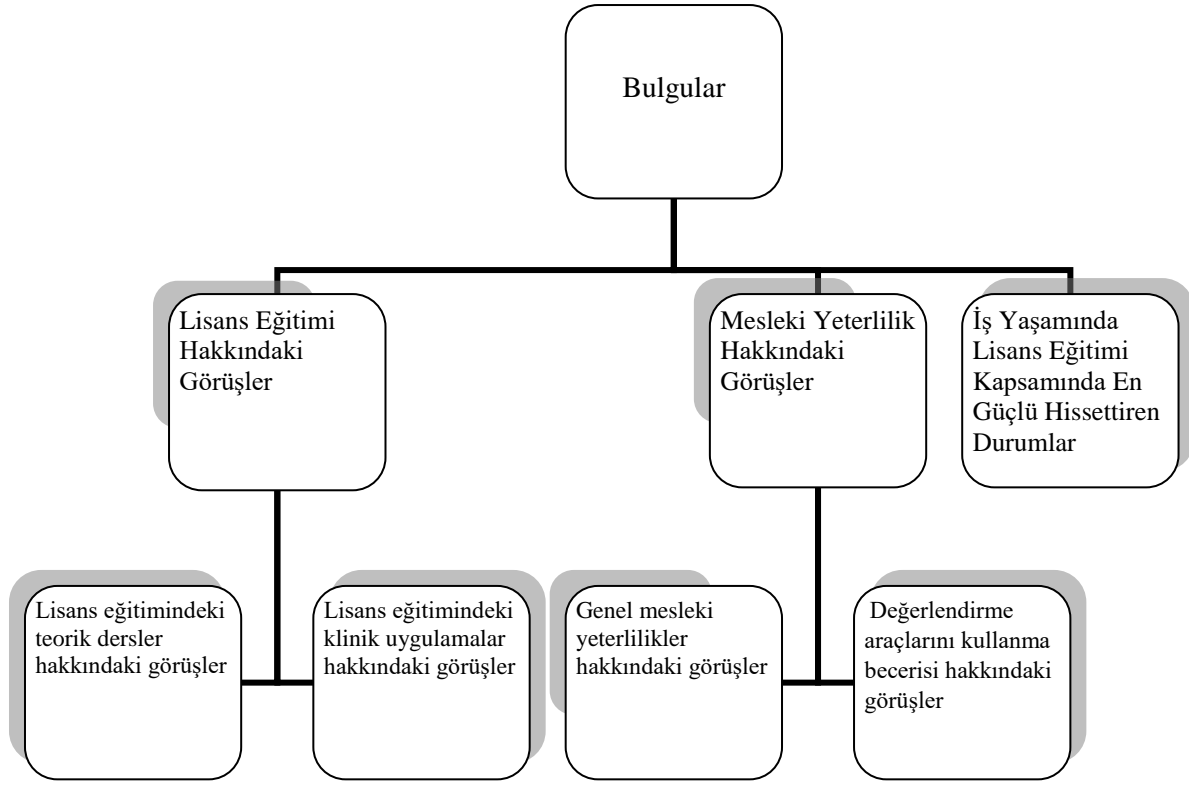 Bulgular
Lisans Eğitimi
Hakkındaki
Görüşler
Mesleki Yeterlilik
Hakkındaki
Görüşler
İş Yaşamında
Lisans Eğitimi
Kapsamında En
Güçlü Hissettiren
Durumlar
Lisans eğitimindeki
teorik dersler
hakkındaki görüşler
Lisans eğitimindeki
klinik uygulamalar
hakkındaki görüşler
Genel mesleki
yeterlilikler
hakkındaki görüşler
Değerlendirme
araçlarını kullanma
becerisi hakkındaki
görüşler